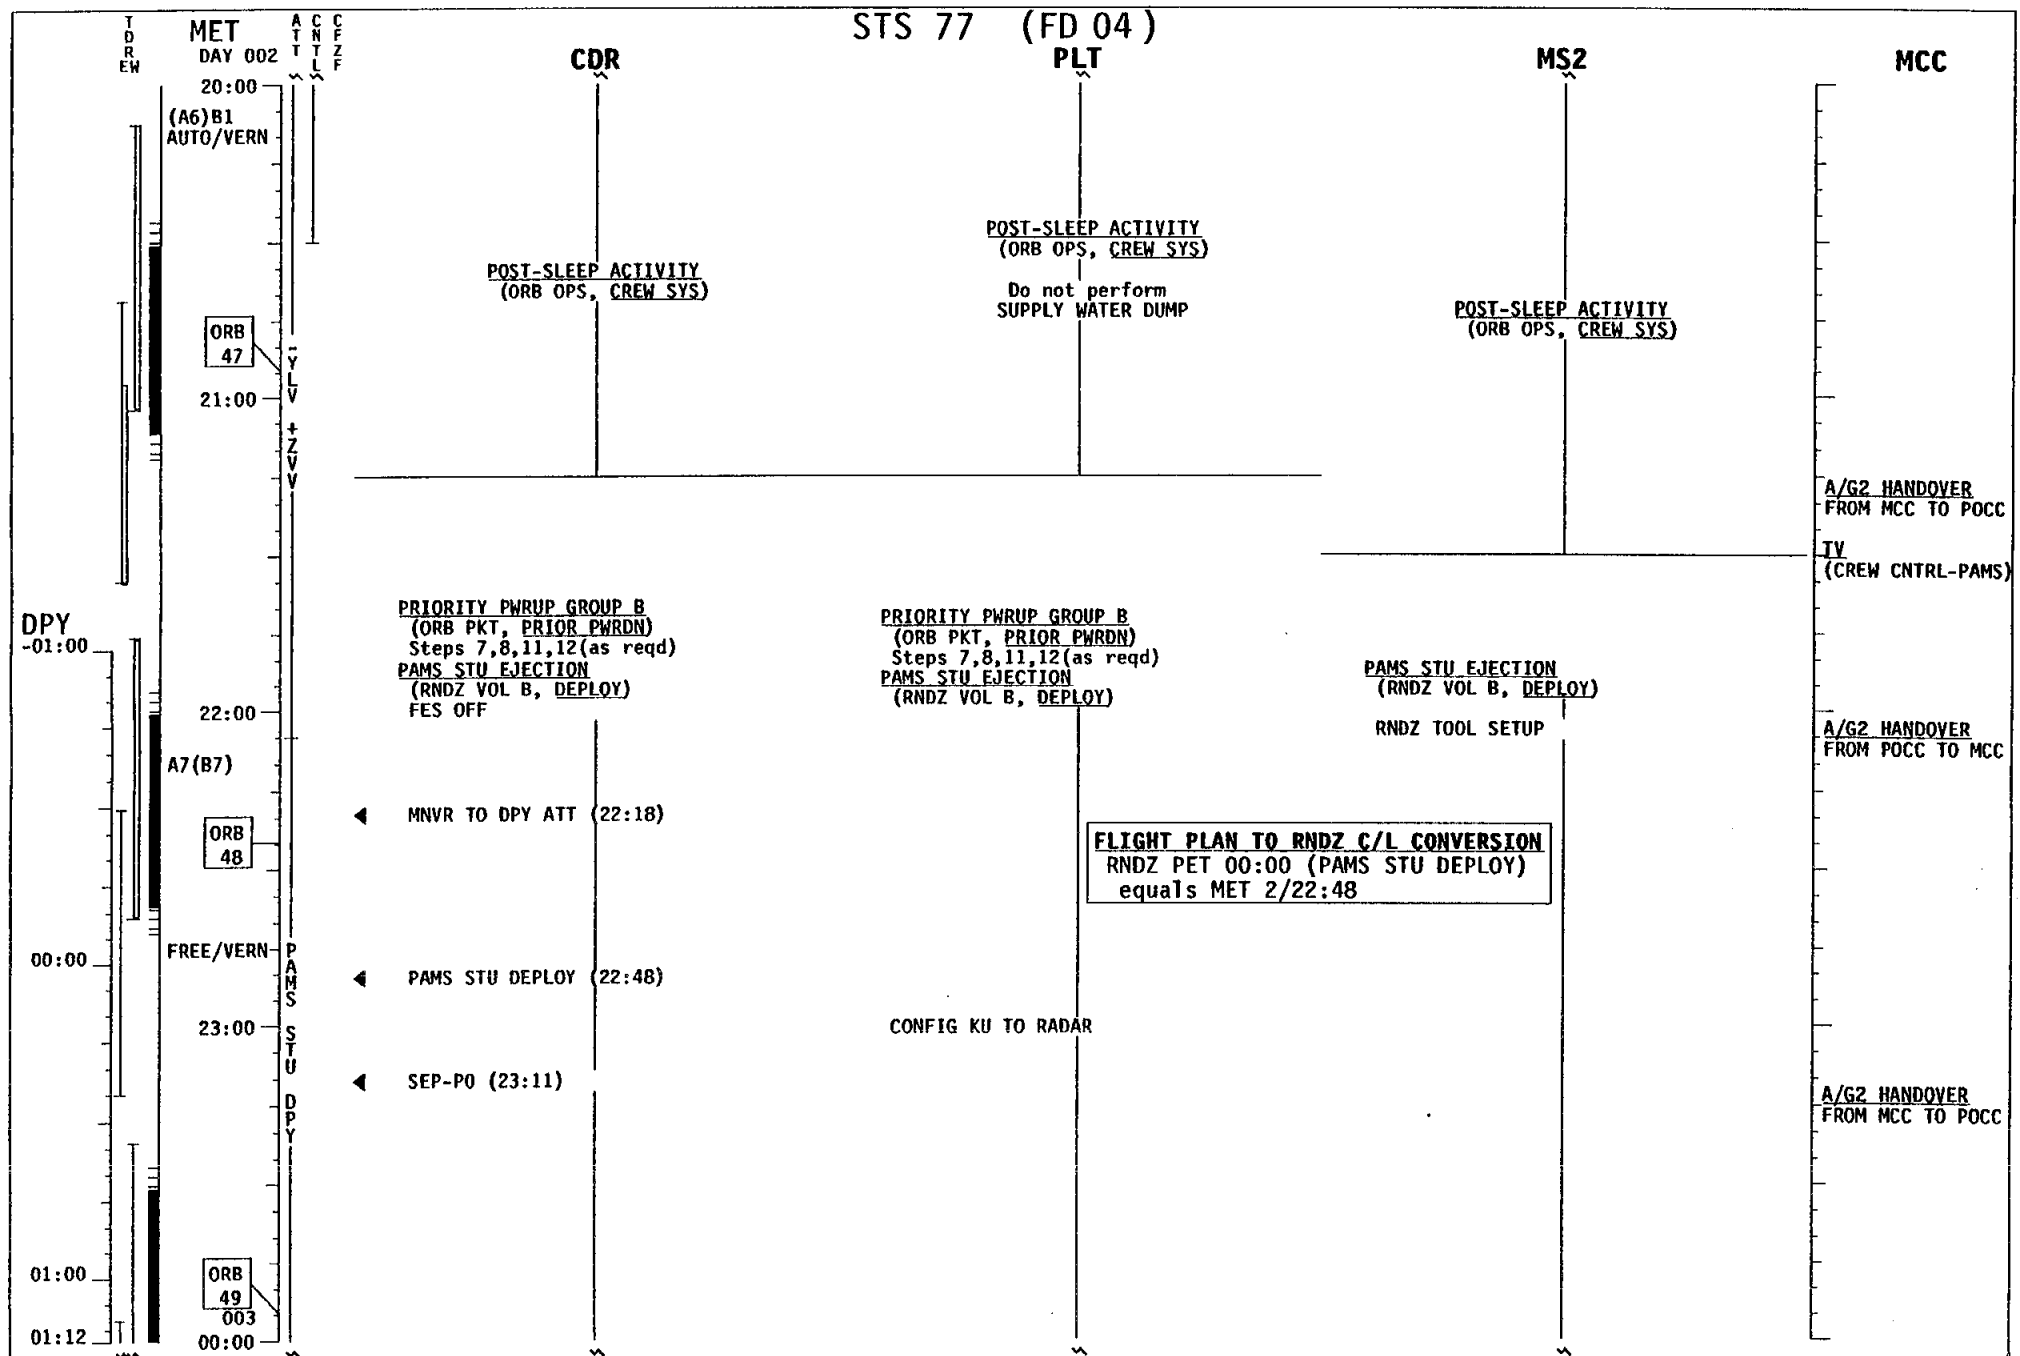 STS 77 (FD 04)
TDRE W
MET
DAY 002
ATT
CNTL
CFZF
CDR
PLT
MS2
MCC
20:00
(A6)B1
AUTO/VERN
POST-SLEEP ACTIVITY
(ORB OPS, CREW SYS)
POST-SLEEP ACTIVITY
(ORB OPS, CREW SYS)
Do not perform
SUPPLY WATER DUMP
POST-SLEEP ACTIVITY
(ORB OPS, CREW SYS)
ORB
47
-YLV +ZVV
21:00
A/G2 HANDOVER
FROM MCC TO POCC
TV
(CREW CNTRL-PAMS)
DPY
-01:00
PRIORITY PWRUP GROUP B
(ORB PKT, PRIOR PWRDN)
Steps 7,8,11,12(as reqd)
PAMS STU EJECTION
(RNDZ VOL B, DEPLOY)
FES OFF
PRIORITY PWRUP GROUP B
(ORB PKT, PRIOR PWRDN)
Steps 7,8,11,12(as reqd)
PAMS STU EJECTION
(RNDZ VOL B, DEPLOY)
PAMS STU EJECTION
(RNDZ VOL B, DEPLOY)
RNDZ TOOL SETUP
22:00
A/G2 HANDOVER
FROM POCC TO MCC
A7(B7)
MNVR TO DPY ATT (22:18)
ORB
48
FLIGHT PLAN TO RNDZ C/L CONVERSION
RNDZ PET 00:00 (PAMS STU DEPLOY)
equals MET 2/22:48
FREE/VERN
PAMS STU DPY
00:00
PAMS STU DEPLOY (22:48)
23:00
CONFIG KU TO RADAR
SEP-PO (23:11)
A/G2 HANDOVER
FROM MCC TO POCC
01:00
ORB
49
003
01:12
00:00